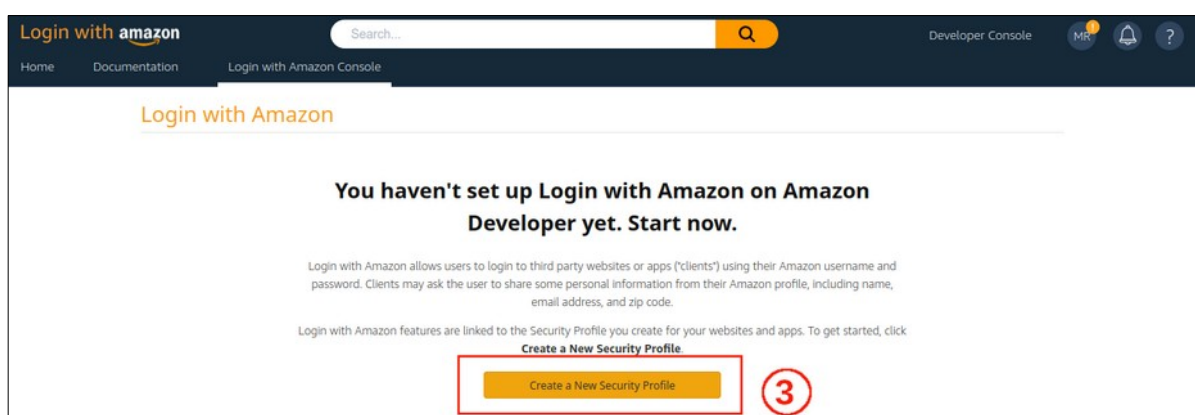 Login with amazon
Search...
Developer Console
MR
!
?
Home
Documentation
Login with Amazon Console
Login with Amazon
You haven't set up Login with Amazon on Amazon
Developer yet. Start now.
Login with Amazon allows users to login to third party websites or apps ("clients") using their Amazon username and
password. Clients may ask the user to share some personal information from their Amazon profile, including name,
email address, and zip code.
Login with Amazon features are linked to the Security Profile you create for your websites and apps. To get started, click
Create a New Security Profile.
Create a New Security Profile
3